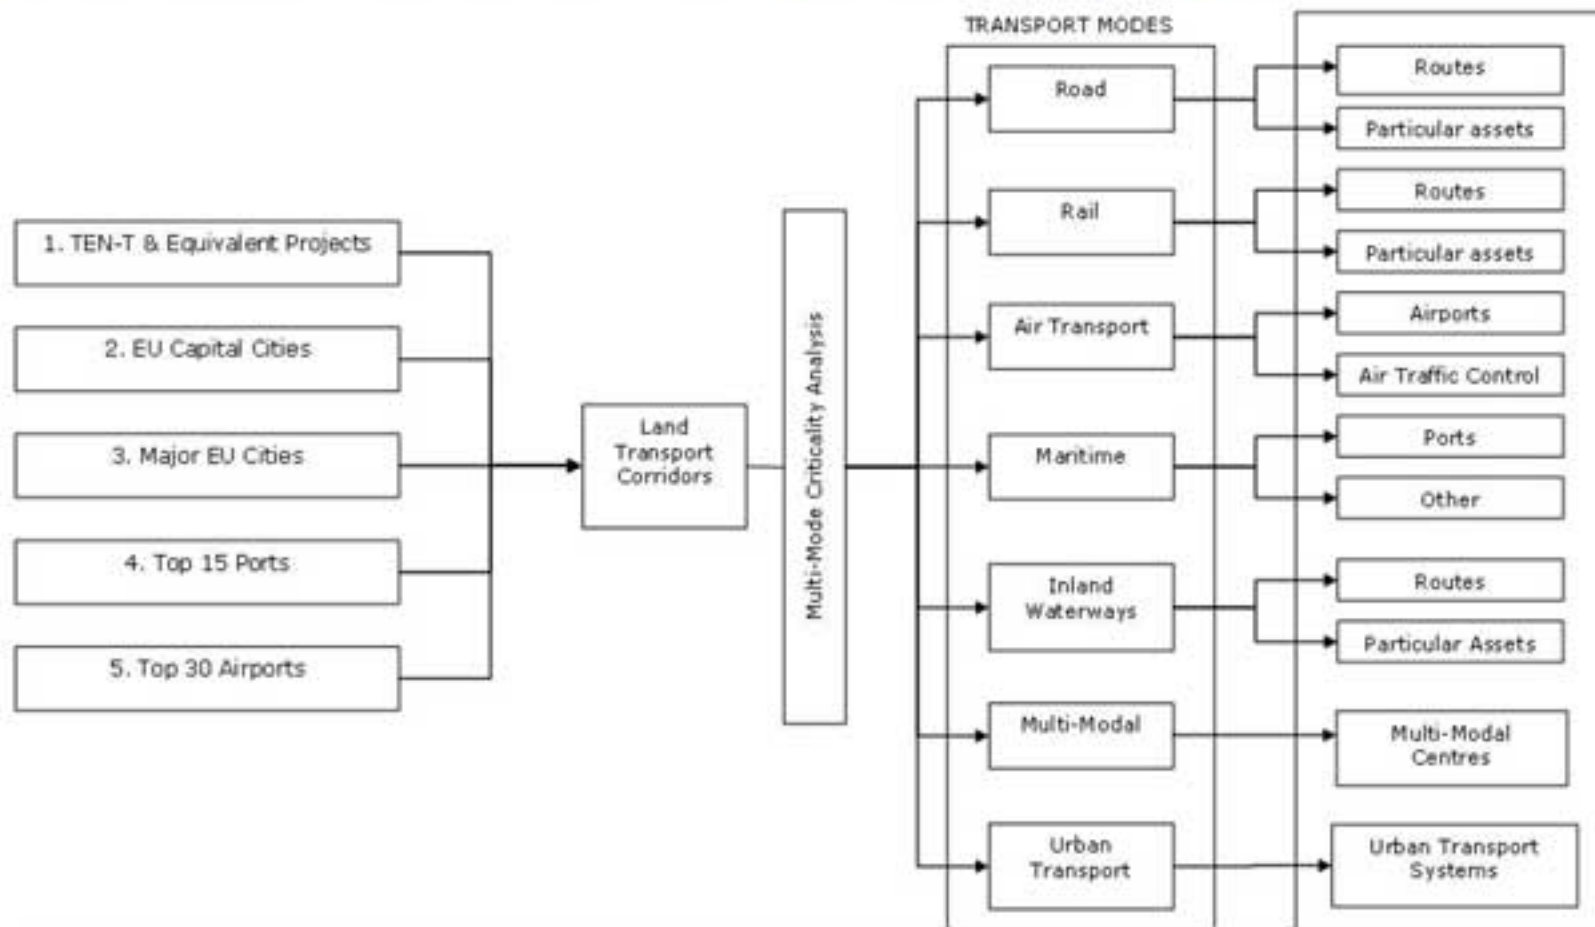 TRANSPORT MODES
1. TEN-T & Equivalent Projects
2. EU Capital Cities
3. Major EU Cities
4. Top 15 Ports
5. Top 30 Airports
Land
Transport
Corridors
Multi-Mode Criticality Analysis
Road
Routes
Particular assets
Rail
Routes
Particular assets
Air Transport
Airports
Air Traffic Control
Maritime
Ports
Other
Inland
Waterways
Routes
Particular Assets
Multi-Modal
Multi-Modal
Centres
Urban
Transport
Urban Transport
Systems